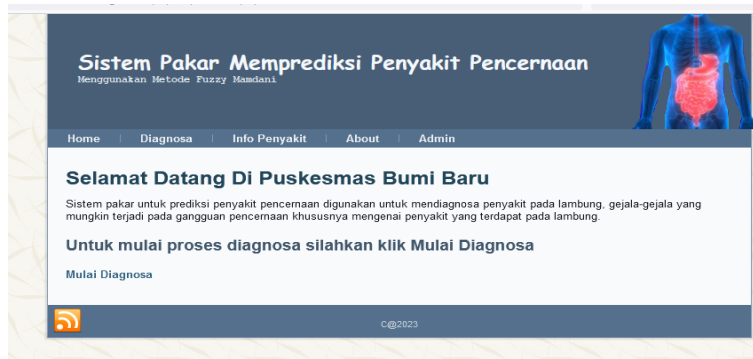 Sistem Pakar Memprediksi Penyakit Pencernaan
Menggunakan Metode Fuzzy Mamdani
Home | Diagnosa | Info Penyakit | About | Admin
Selamat Datang Di Puskesmas Bumi Baru
Sistem pakar untuk prediksi penyakit pencernaan digunakan untuk mendiagnosa penyakit pada lambung, gejala-gejala yang
mungkin terjadi pada gangguan pencernaan khususnya mengenai penyakit yang terdapat pada lambung.
Untuk mulai proses diagnosa silahkan klik Mulai Diagnosa
Mulai Diagnosa
C@2023